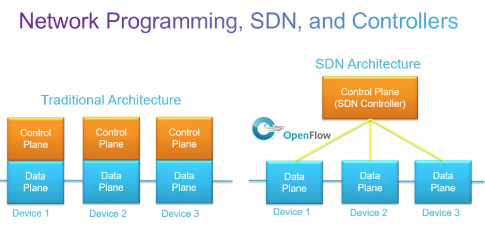 Network Programming, SDN, and Controllers
Traditional Architecture
Control
Plane
Data
Plane
Device 1
Control
Plane
Data
Plane
Device 2
Control
Plane
Data
Plane
Device 3
SDN Architecture
Control Plane
(SDN Controller)
OpenFlow
Data
Plane
Device 1
Data
Plane
Device 2
Data
Plane
Device 3